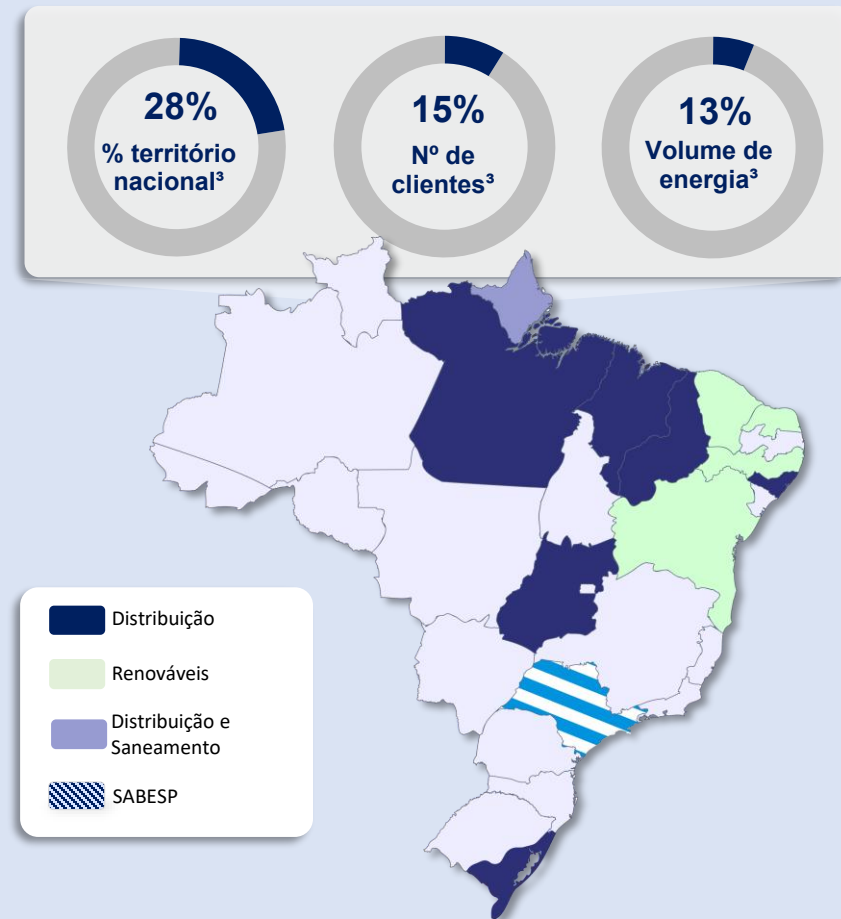 28%
% território
nacional³
15%
Nº de
clientes³
13%
Volume de
energia³
Distribuição
Renováveis
Distribuição e
Saneamento
SABESP